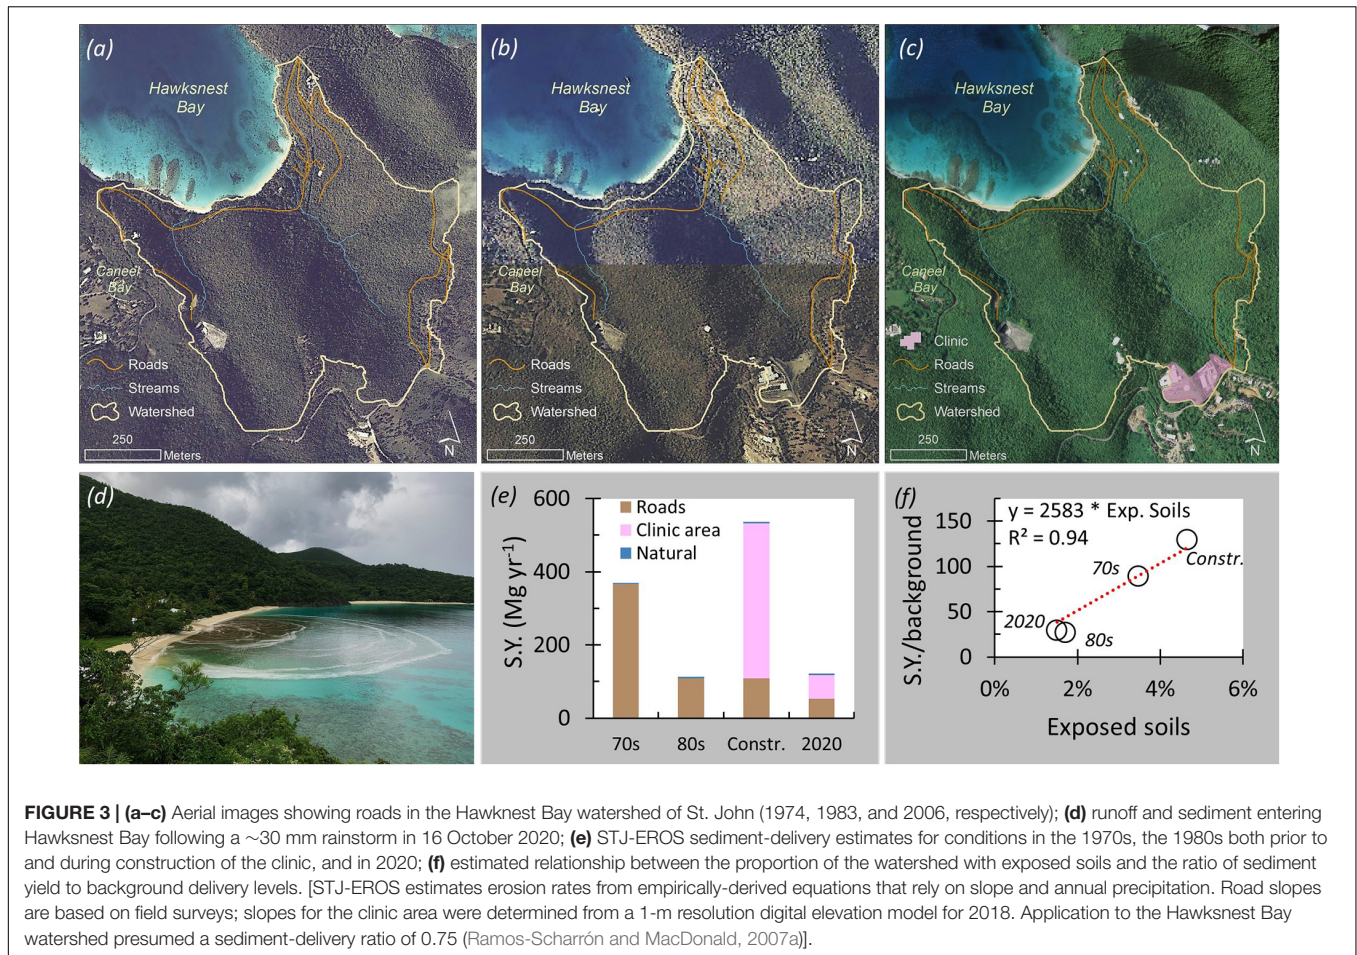 (a)
Hawksnest
Bay
Caneel
Bay
Roads
Streams
Watershed
250
Meters
N
(b)
Hawksnest
Bay
Caneel
Bay
Roads
Streams
Watershed
250
Meters
N
(c)
Hawksnest
Bay
Caneel
Bay
Clinic
Roads
Streams
Watershed
250
Meters
N
(d)
(e)
S.Y. (Mg yr⁻¹)
600
400
200
0
Roads
Clinic area
Natural
70s 80s Constr. 2020
(f)
S.Y./background
150
100
50
0
y = 2583 * Exp. Soils
R² = 0.94
Constr.
70s
2020
80s
0% 2% 4% 6%
Exposed soils
FIGURE 3 | (a–c) Aerial images showing roads in the Hawknest Bay watershed of St. John (1974, 1983, and 2006, respectively); (d) runoff and sediment entering
Hawksnest Bay following a ~30 mm rainstorm in 16 October 2020; (e) STJ-EROS sediment-delivery estimates for conditions in the 1970s, the 1980s both prior to
and during construction of the clinic, and in 2020; (f) estimated relationship between the proportion of the watershed with exposed soils and the ratio of sediment
yield to background delivery levels. [STJ-EROS estimates erosion rates from empirically-derived equations that rely on slope and annual precipitation. Road slopes
are based on field surveys; slopes for the clinic area were determined from a 1-m resolution digital elevation model for 2018. Application to the Hawksnest Bay
watershed presumed a sediment-delivery ratio of 0.75 (Ramos-Scharrón and MacDonald, 2007a)].